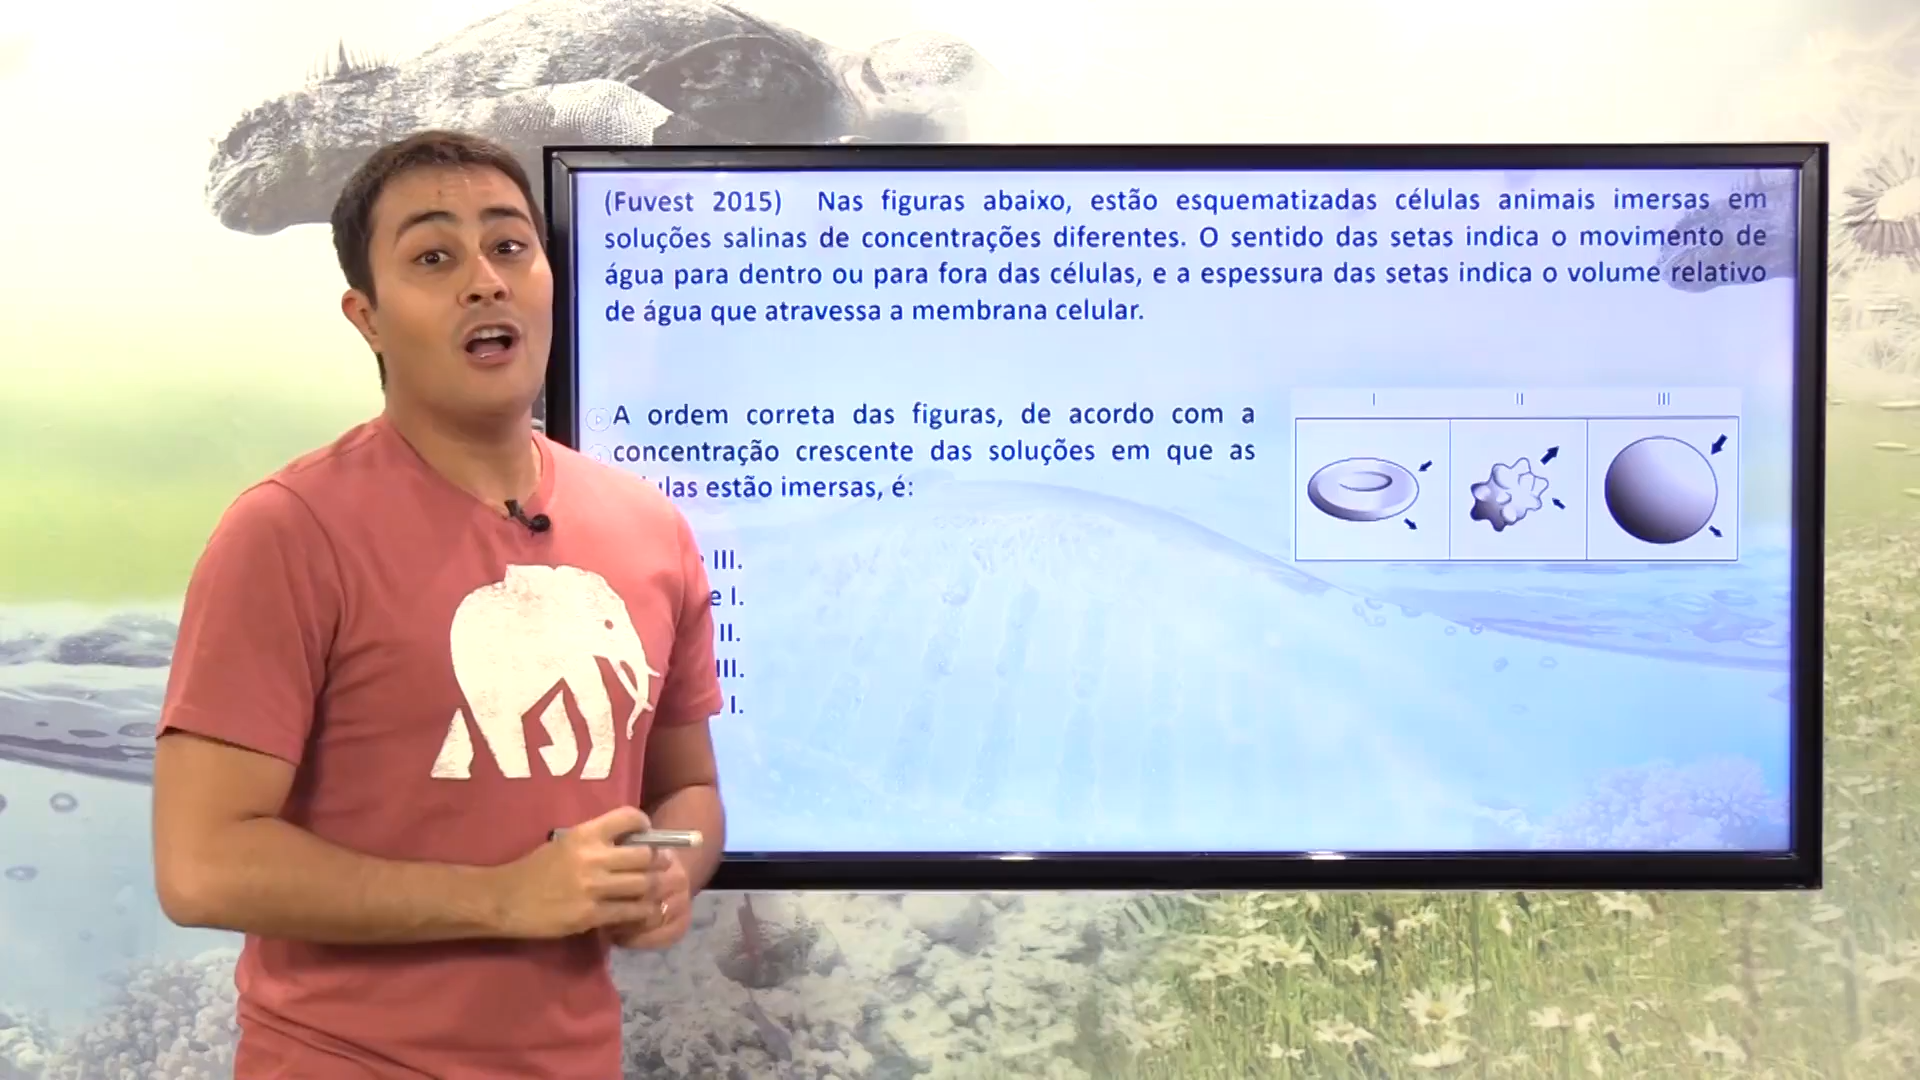 (Fuvest 2015) Nas figuras abaixo, estão esquematizadas células animais imersas em
soluções salinas de concentrações diferentes. O sentido das setas indica o movimento de
água para dentro ou para fora das células, e a espessura das setas indica o volume relativo
de água que atravessa a membrana celular.
A ordem correta das figuras, de acordo com a
concentração crescente das soluções em que as
ulas estão imersas, é:
I II III
III.
e I.
II.
III.
I.